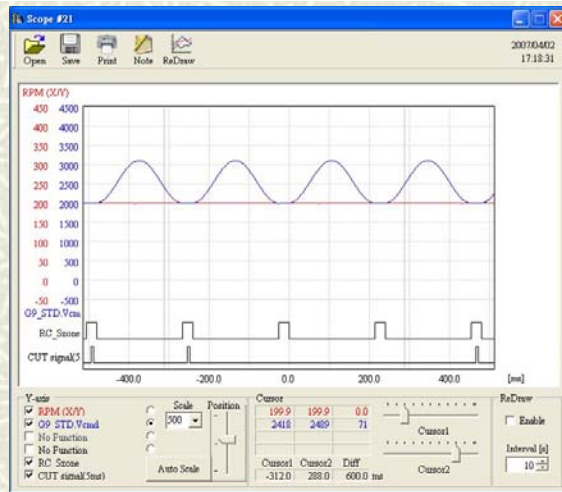 Scope #21
Open Save Print Note ReDraw
2007/04/02
17:18:31
RPM (X/Y)
450 4500
400 4000
350 3500
300 3000
250 2500
200 2000
150 1500
100 1000
50 500
0 0
-50 -500
G9_STD.Vcm
RC_Szone
CUT signal(5
-400.0 -200.0 0.0 200.0 400.0 [ms]
Y-axis
RPM (X/Y)
G9_STD.Vcmd
No Function
No Function
RC_Szone
CUT signal(5ms)
Scale Position
500
Auto Scale
Cursor
199.9 199.9 0.0
2418 2489 71
Cursor1 Cursor2 Diff
-312.0 288.0 600.0 ms
Cursor1
Cursor2
ReDraw
Enable
Interval [s]
10